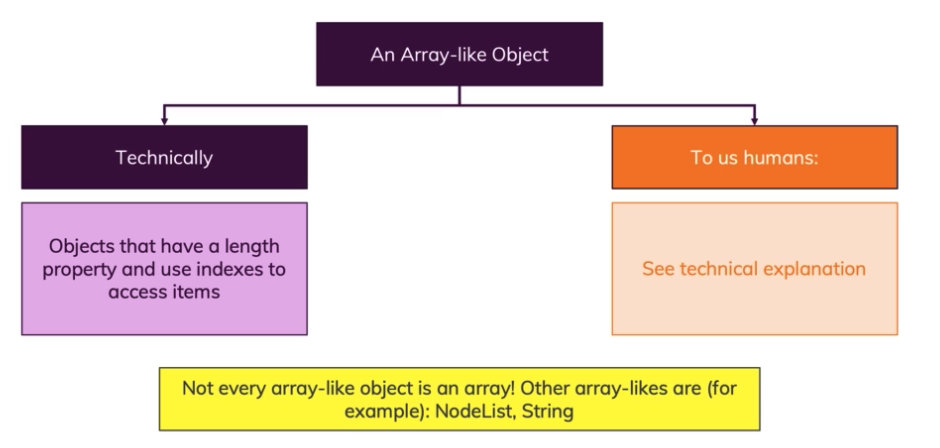 An Array-like Object
Technically
To us humans:
Objects that have a length
property and use indexes to
access items
See technical explanation
Not every array-like object is an array! Other array-likes are (for
example): NodeList, String